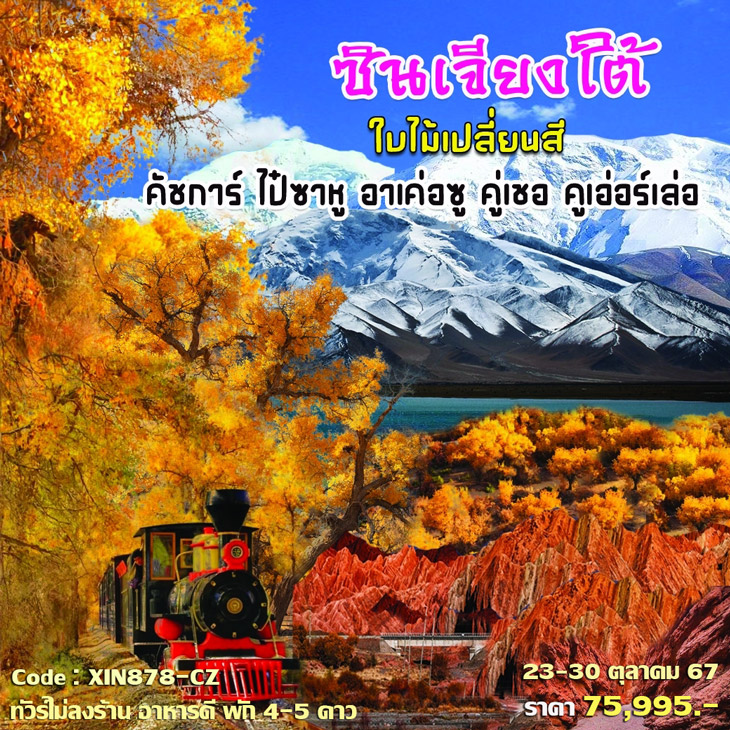 ซินเจียงใต้
ใบไม้เปลี่ยนสี
คัชการ์ ไป๋ซาหู อาเค่อซู คู่เชอ คูเอ่อร์เล่อ
Code : XIN878-CZ
ทัวร์ไม่ลงร้าน อาหารดี พัก 4-5 ดาว
23-30 ตุลาคม 67
ราคา 75,995.-